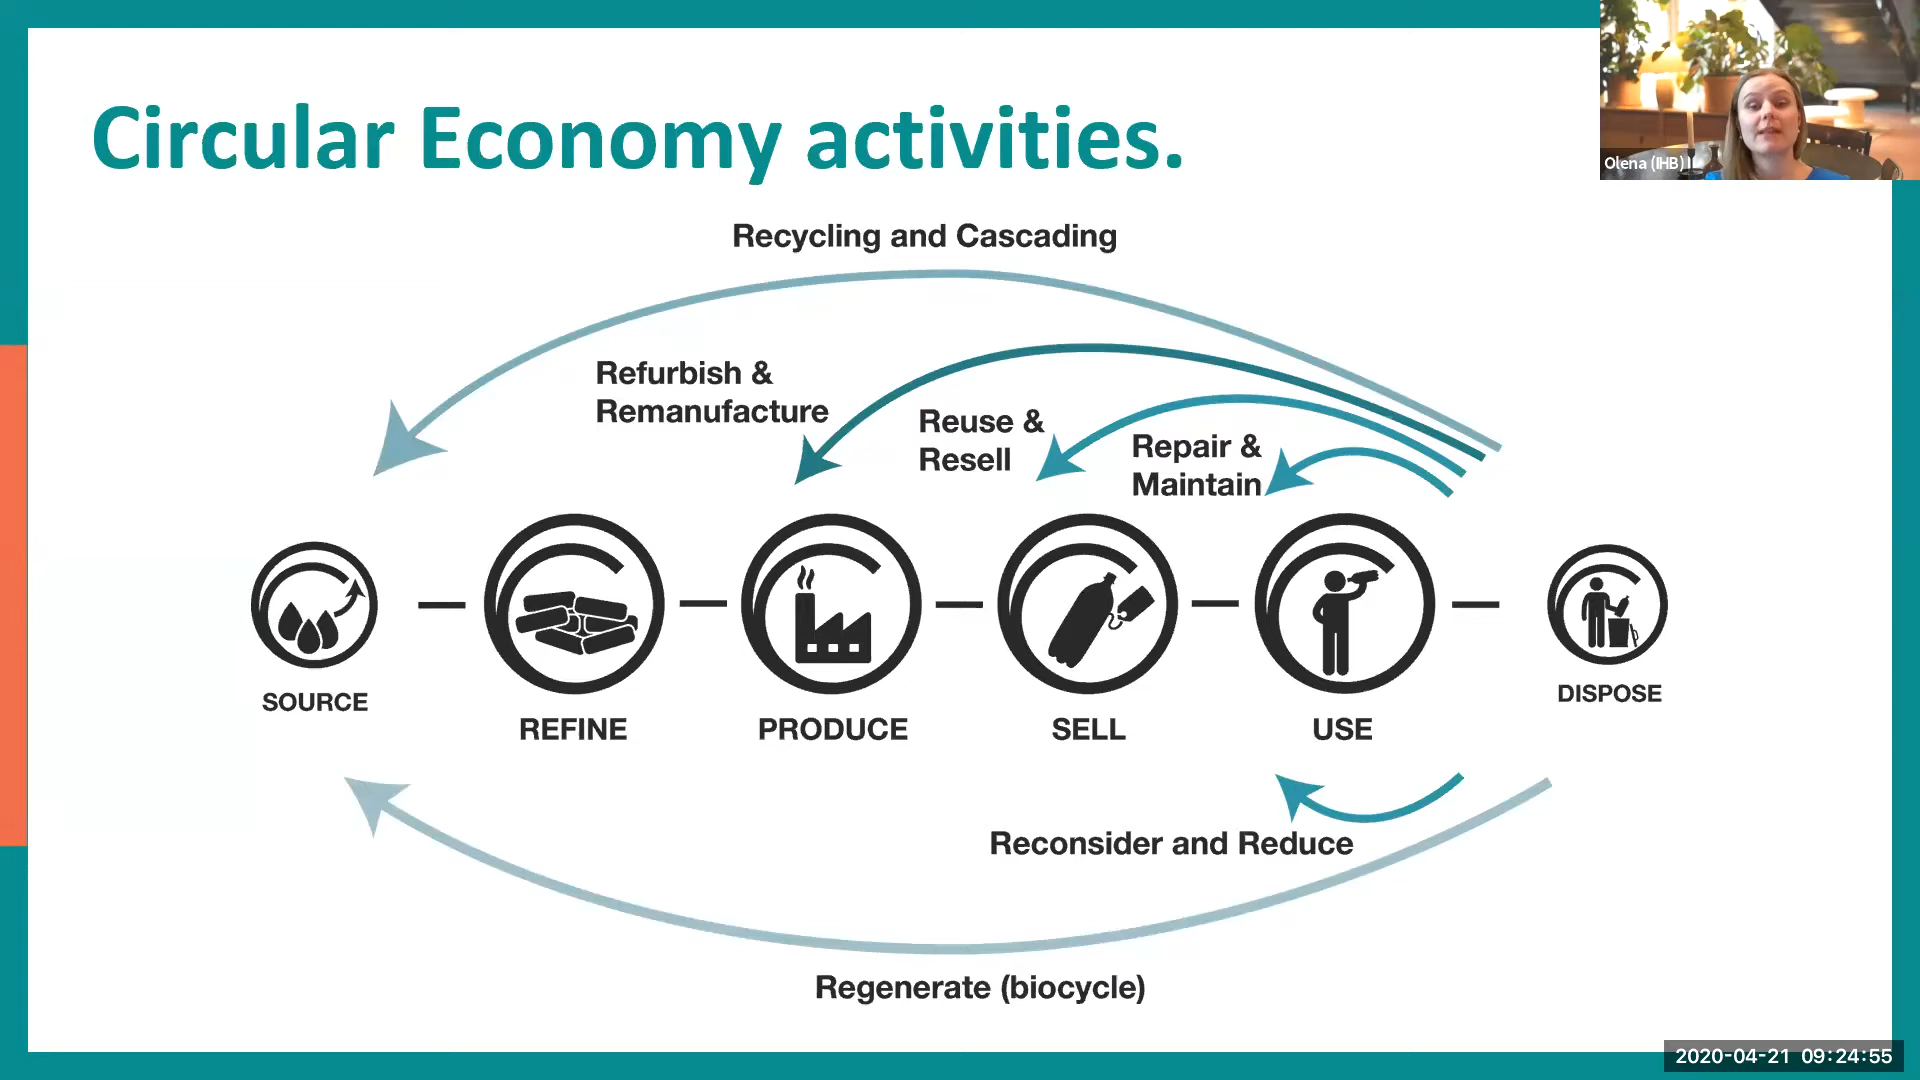 Circular Economy activities.
Olena (IHB)
Recycling and Cascading
Refurbish &
Remanufacture
Reuse &
Resell
Repair &
Maintain
SOURCE
REFINE
PRODUCE
SELL
USE
DISPOSE
Reconsider and Reduce
Regenerate (biocycle)
2020-04-21 09:24:55